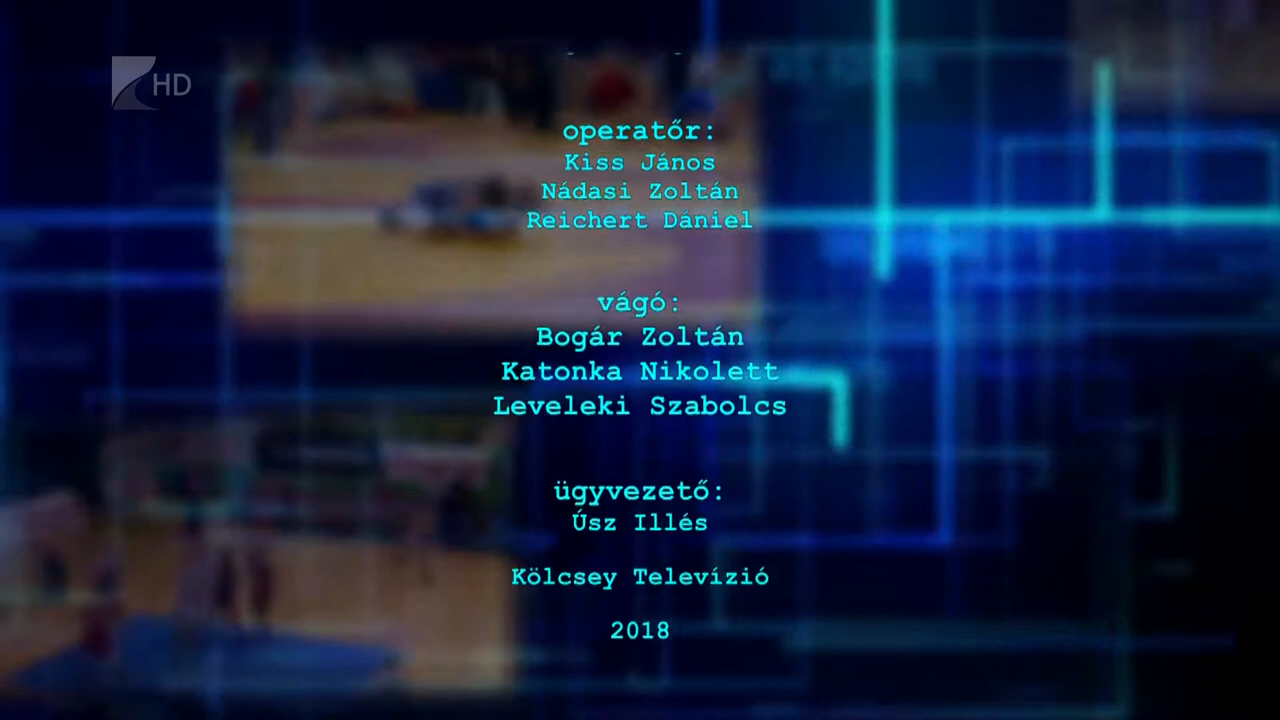 HD
operatőr:
Kiss János
Nádasi Zoltán
Reichert Dániel
vágó:
Bogár Zoltán
Katonka Nikolett
Leveleki Szabolcs
ügyvezető:
Úsz Illés
Kölcsey Televízió
2018